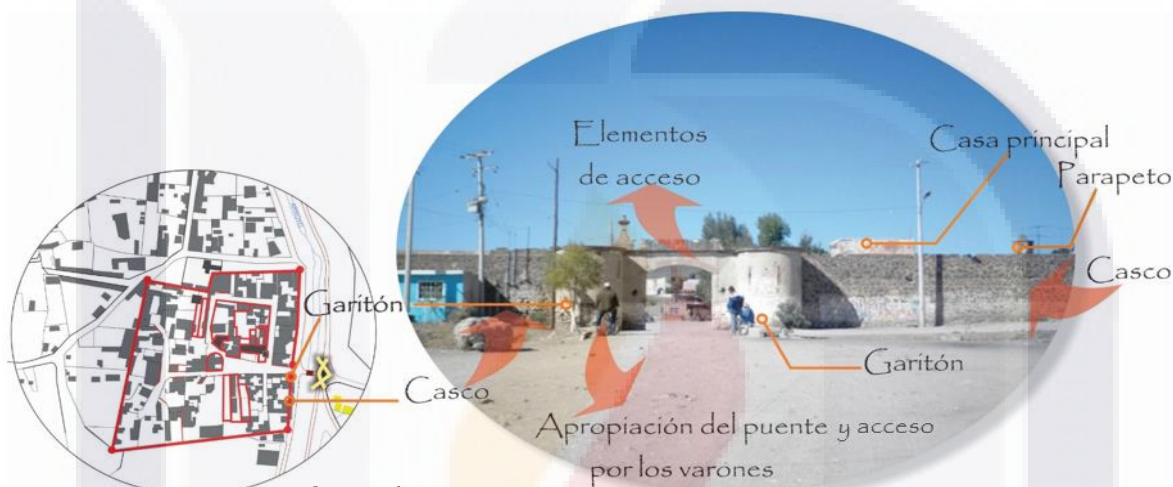 Elementos
de acceso
Casa principal
Parapeto
Casco
Garitón
Garitón
Casco
Apropiación del puente y acceso
por los varones